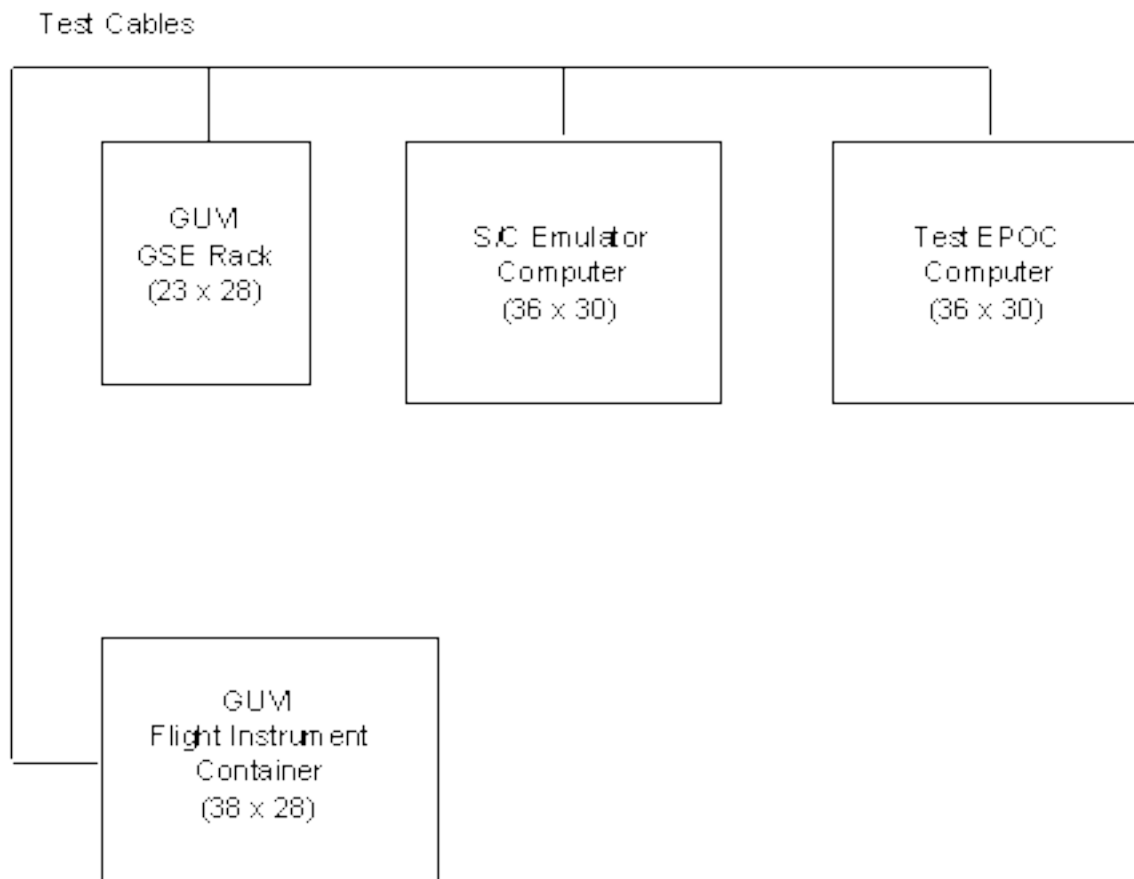 Test Cables
GUVI
GSE Rack
(23 x 28)
S/C Emulator
Computer
(36 x 30)
Test EPOC
Computer
(36 x 30)
GUVI
Flight Instrument
Container
(38 x 28)